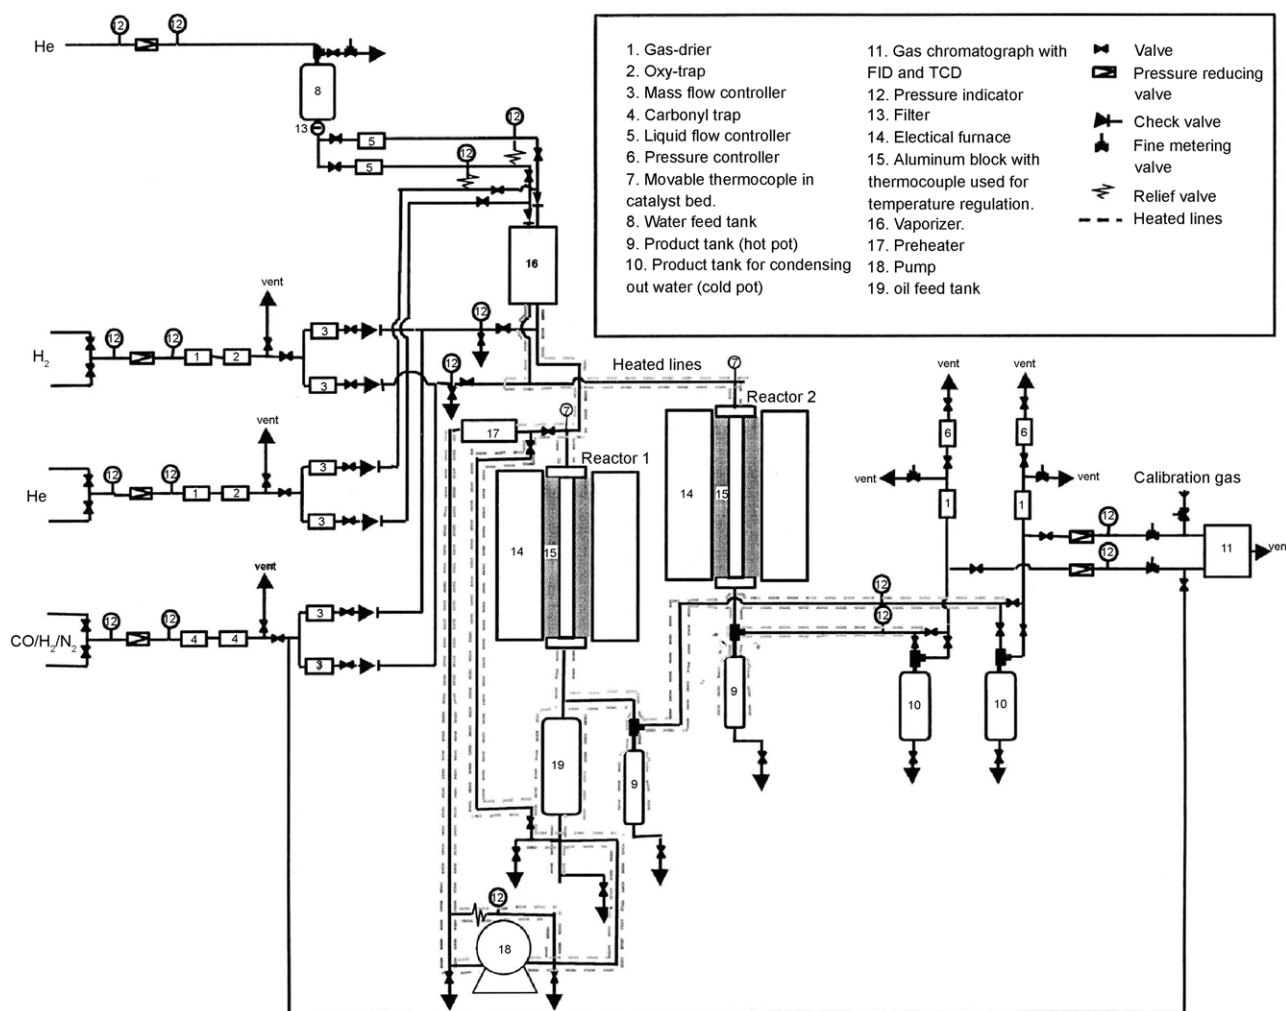 He
12
12
8
13
5
5
12
12
1. Gas-drier
2. Oxy-trap
3. Mass flow controller
4. Carbonyl trap
5. Liquid flow controller
6. Pressure controller
7. Movable thermocople in
catalyst bed.
8. Water feed tank
9. Product tank (hot pot)
10. Product tank for condensing
out water (cold pot)
11. Gas chromatograph with
FID and TCD
12. Pressure indicator
13. Filter
14. Electical furnace
15. Aluminum block with
thermocouple used for
temperature regulation.
16. Vaporizer.
17. Preheater
18. Pump
19. oil feed tank
Valve
Pressure reducing
valve
Check valve
Fine metering
valve
Relief valve
Heated lines
16
vent
H2
12
12
1
2
3
3
12
12
Heated lines
7
Reactor 2
14
15
vent
He
12
12
1
2
3
3
17
7
Reactor 1
14
15
vent
vent
6
6
vent
vent
1
1
Calibration gas
12
12
11
vent
12
12
vent
CO/H2/N2
12
12
4
4
3
3
9
10
10
19
9
12
18